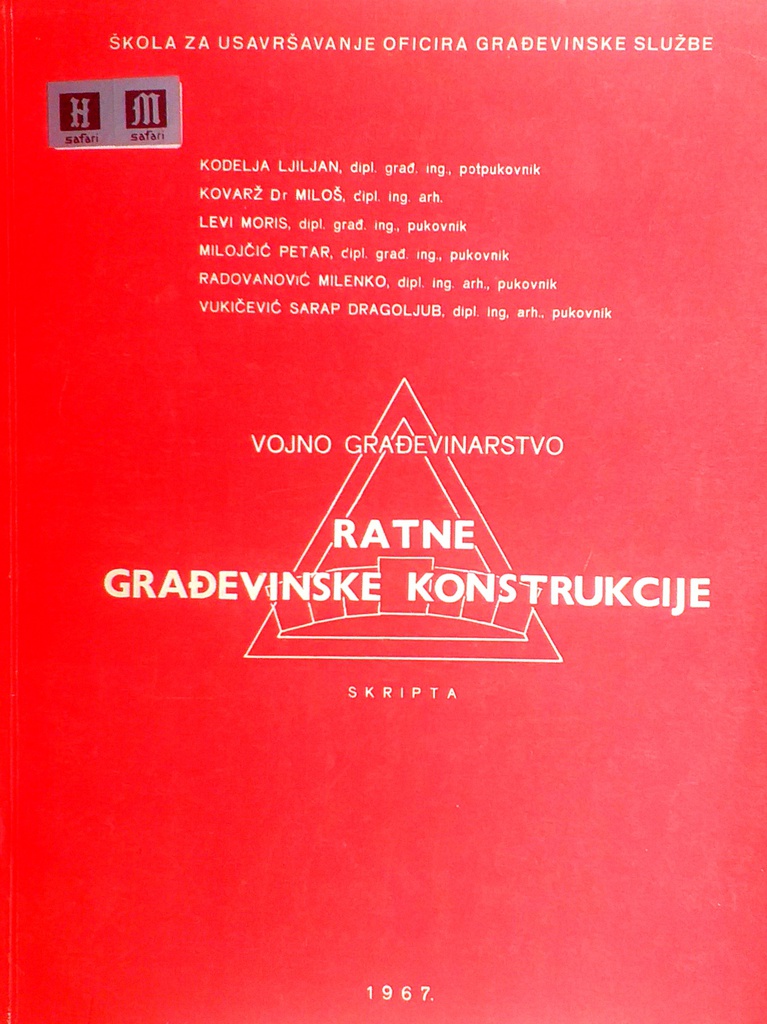 ŠKOLA ZA USAVRŠAVANJE OFICIRA GRAĐEVINSKE SLUŽBE
H M
safari safari
KODELJA LJILJAN, dipl. građ. ing., potpukovnik
KOVARŽ Dr MILOŠ, dipl. ing. arh.
LEVI MORIS, dipl. građ. ing., pukovnik
MILOJČIĆ PETAR, dipl. građ. ing., pukovnik
RADOVANOVIĆ MILENKO, dipl. ing. arh., pukovnik
VUKIČEVIĆ SARAP DRAGOLJUB, dipl. ing, arh., pukovnik
VOJNO GRAĐEVINARSTVO
RATNE
GRAĐEVINSKE KONSTRUKCIJE
SKRIPTA
1967.